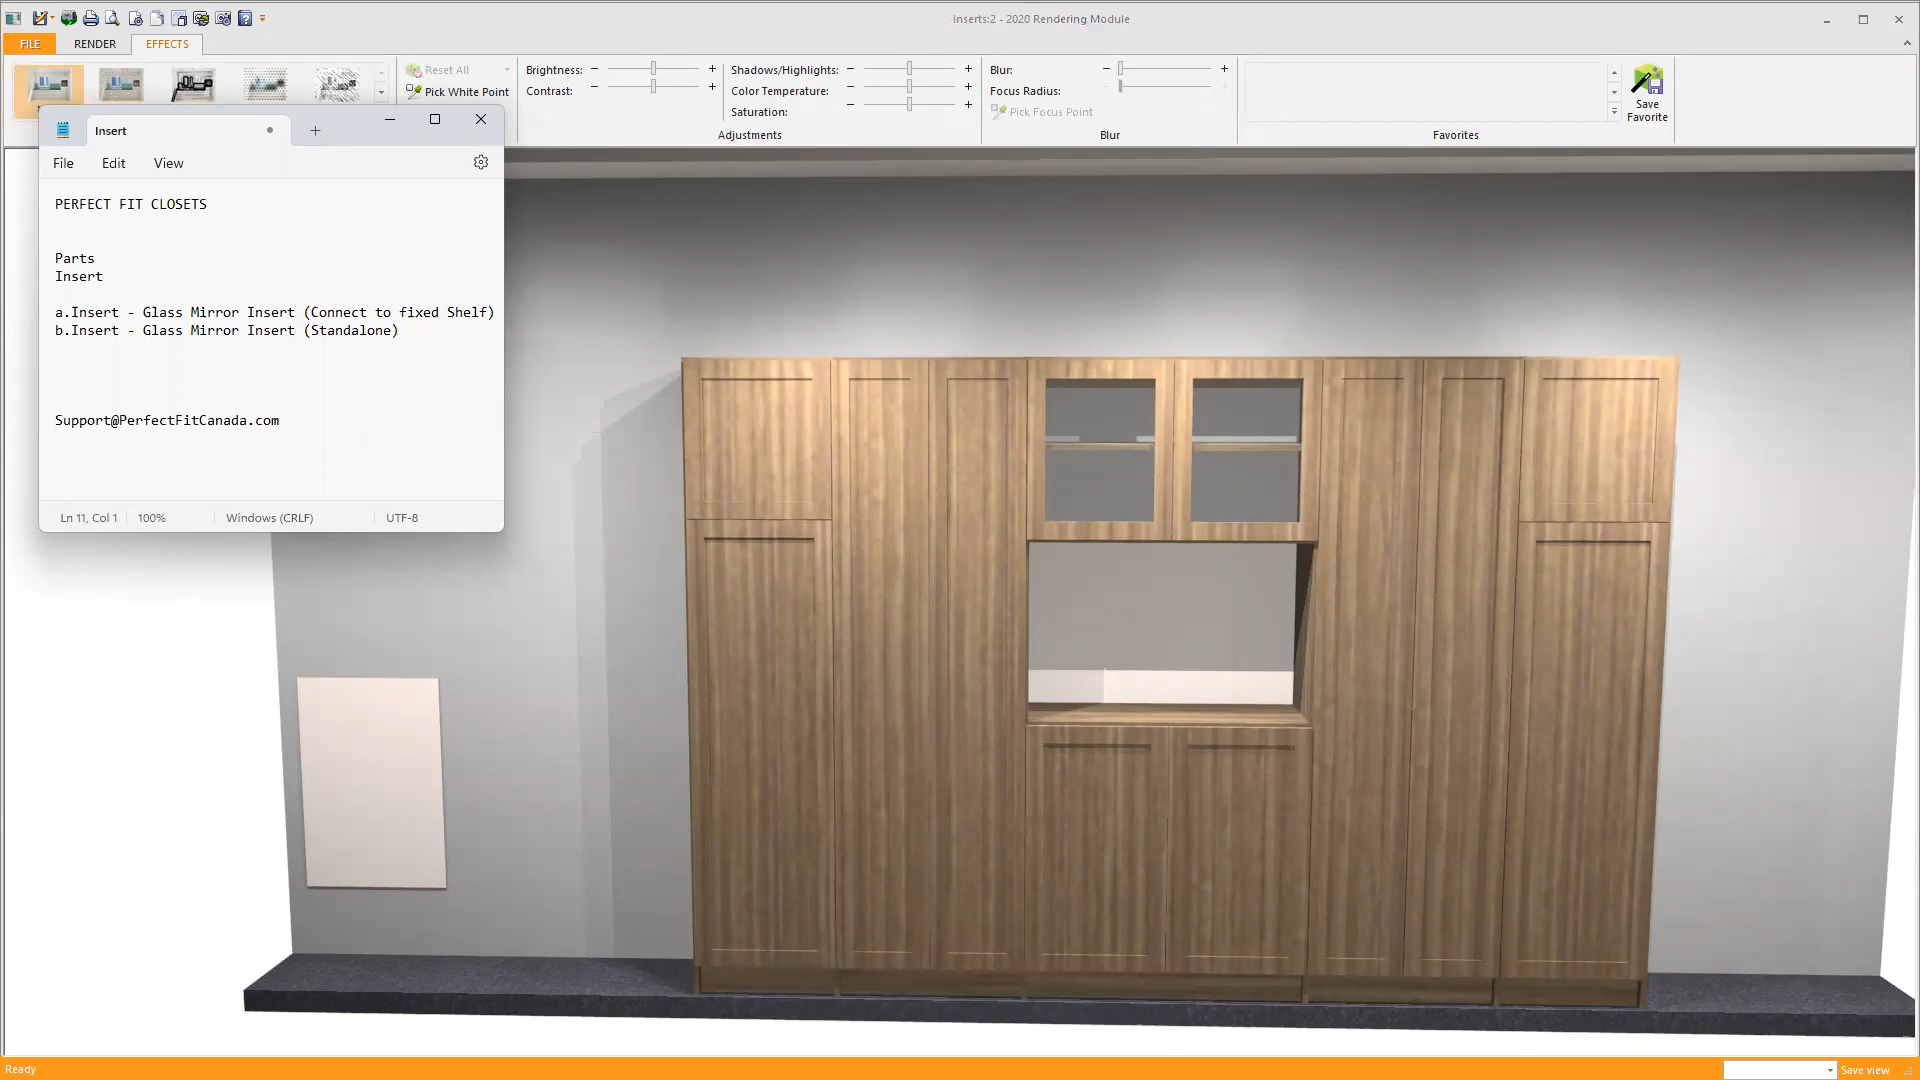 Inserts:2 - 2020 Rendering Module
FILE
RENDER
EFFECTS
Reset All
Pick White Point
Brightness:
Contrast:
Shadows/Highlights:
Color Temperature:
Saturation:
Adjustments
Blur:
Focus Radius:
Pick Focus Point
Blur
Favorites
Save
Favorite
Insert
File
Edit
View
PERFECT FIT CLOSETS
Parts
Insert
a.Insert - Glass Mirror Insert (Connect to fixed Shelf)
b.Insert - Glass Mirror Insert (Standalone)
Support@PerfectFitCanada.com
Ln 11, Col 1
100%
Windows (CRLF)
UTF-8
Ready
Save view